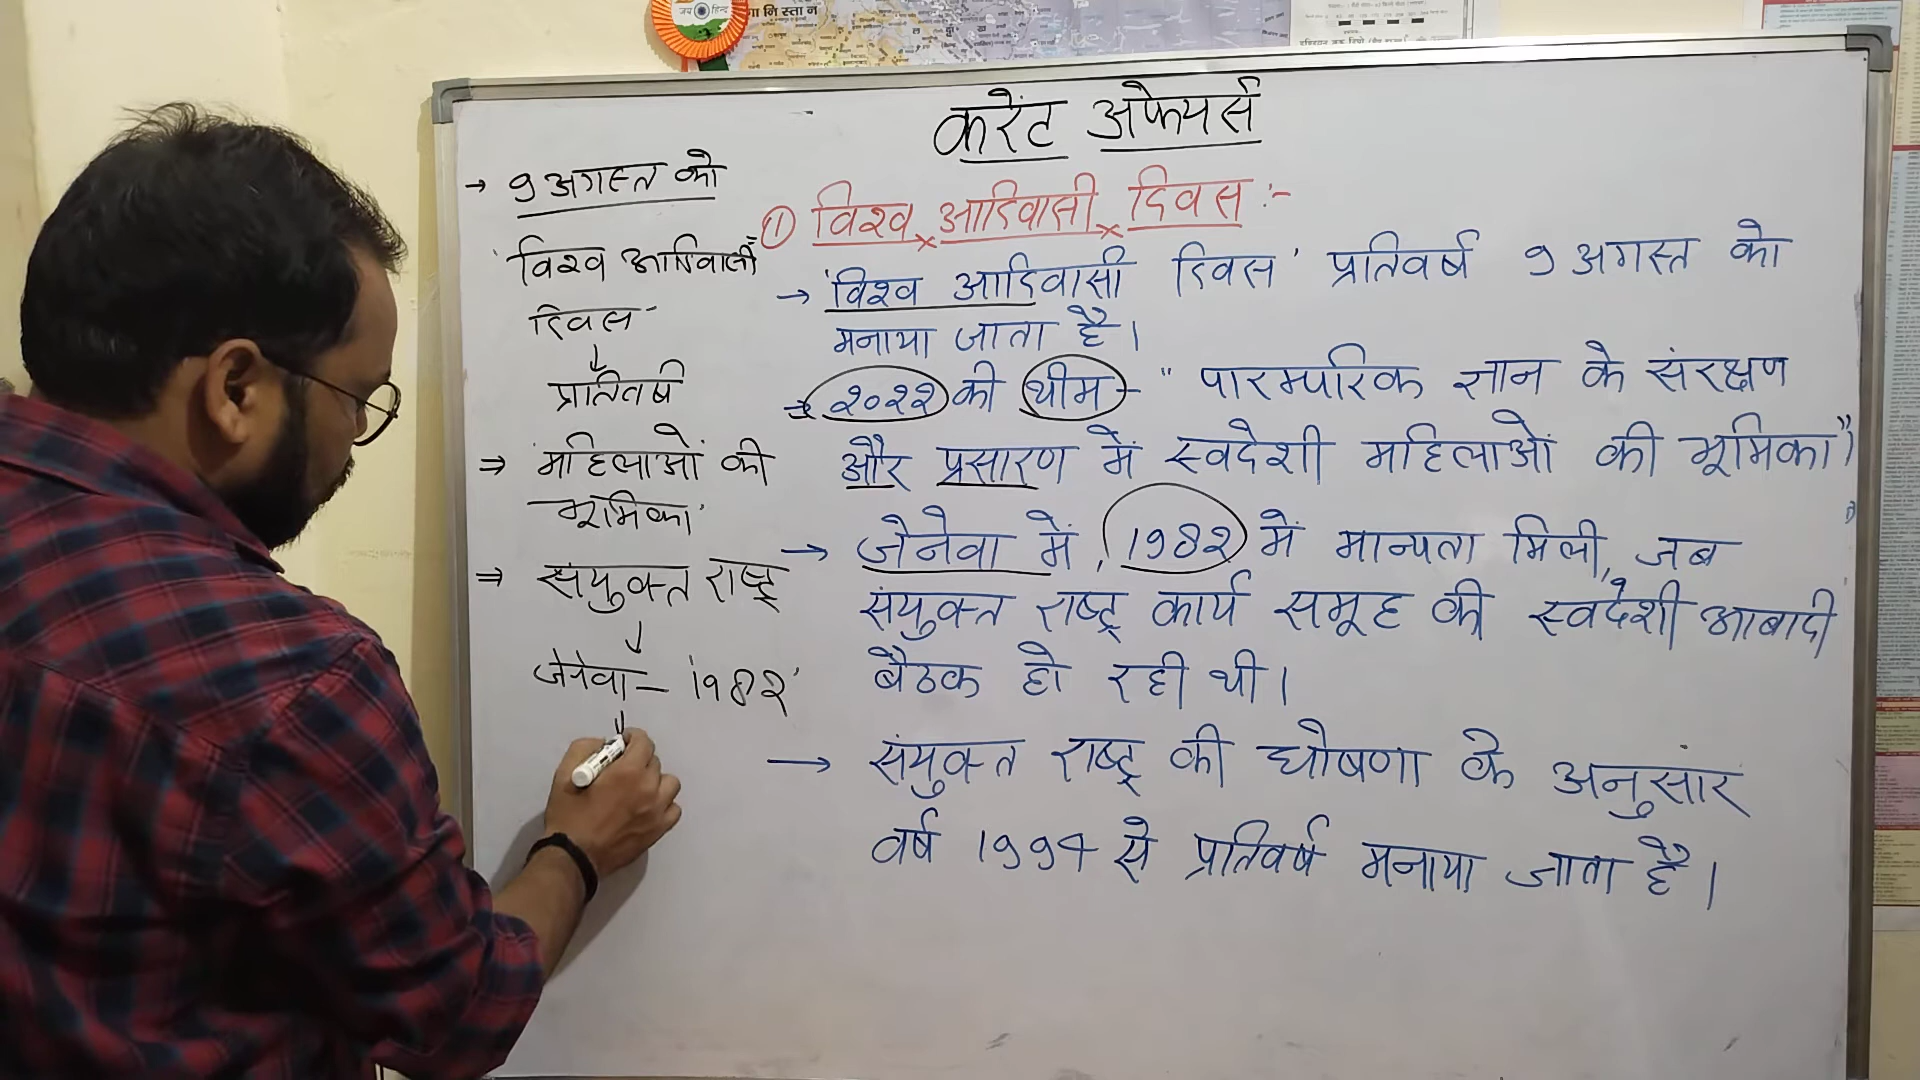 जय हिन्द
गानिस्तान
करेंट अफेयर्स
→ 9 अगस्त को
'विश्व आदिवासी
दिवस'
↓
प्रतिवर्ष
⇒ महिलाओं की
भूमिका'
⇒ संयुक्त राष्ट्र
↓
जेनेवा – '1982'
① विश्व आदिवासी दिवस :-
→ 'विश्व आदिवासी दिवस' प्रतिवर्ष 9 अगस्त को
मनाया जाता है।
→ २०२२ की थीम - "पारम्परिक ज्ञान के संरक्षण
और प्रसारण में स्वदेशी महिलाओं की भूमिका"।
→ जेनेवा में, 1982 में मान्यता मिली, जब
संयुक्त राष्ट्र कार्य समूह की स्वदेशी आबादी
बैठक हो रही थी।
→ संयुक्त राष्ट्र की घोषणा के अनुसार
वर्ष 1994 से प्रतिवर्ष मनाया जाता है।